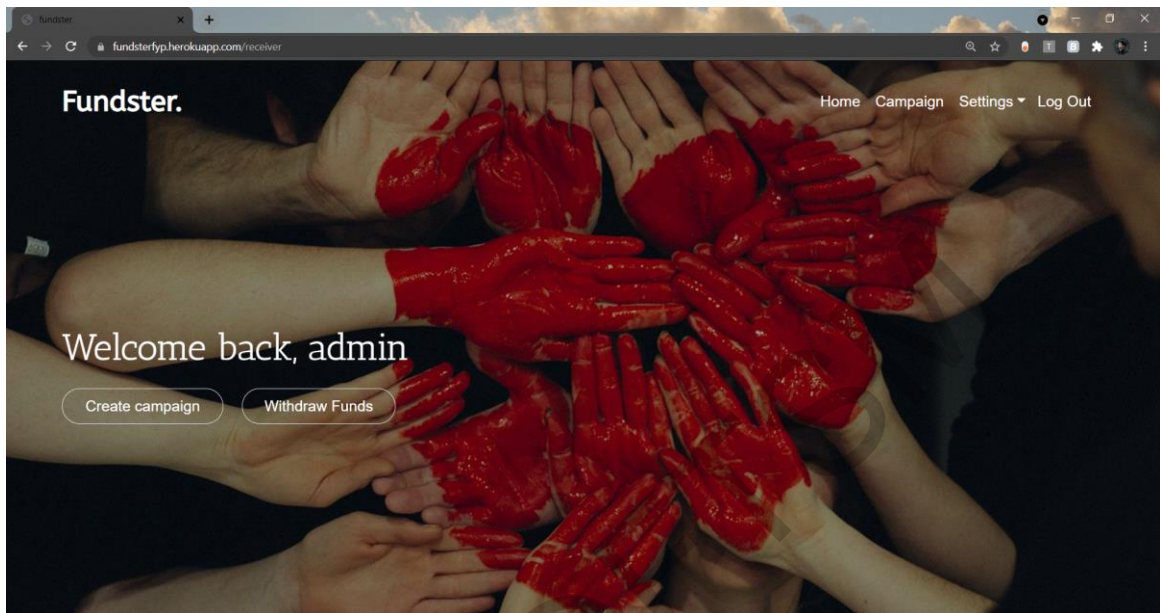 fundster
fundsterfyp.herokuapp.com/receiver
Fundster.
Home Campaign Settings Log Out
Welcome back, admin
Create campaign Withdraw Funds